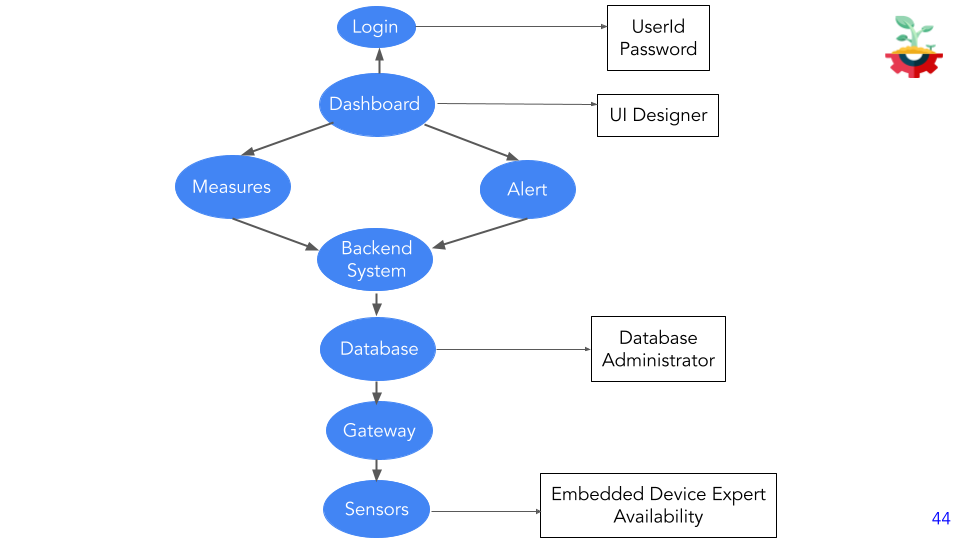 Login
UserId
Password
Dashboard
UI Designer
Measures
Alert
Backend
System
Database
Database
Administrator
Gateway
Sensors
Embedded Device Expert
Availability
44